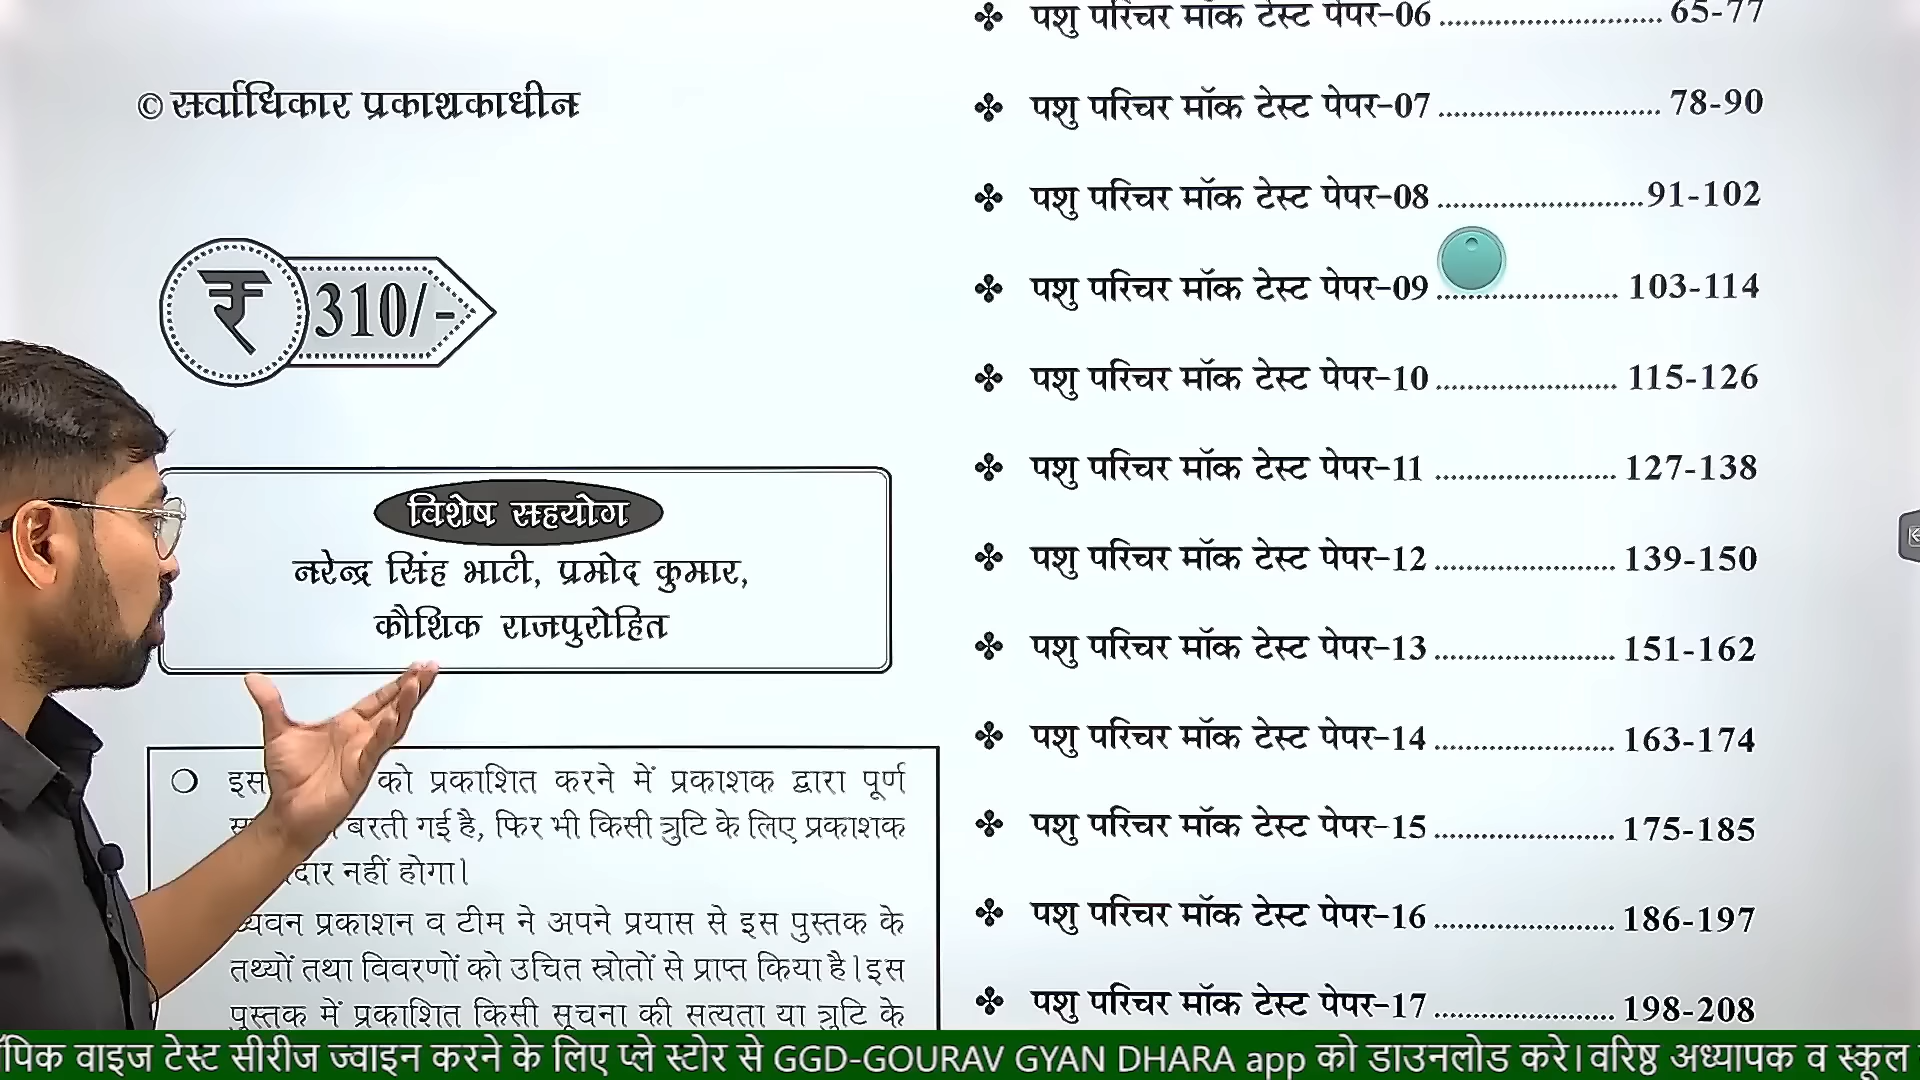 © सर्वाधिकार प्रकाशकाधीन
₹ 310/-
विशेष सहयोग
नरेन्द्र सिंह भाटी, प्रमोद कुमार,
कौशिक राजपुरोहित
इस को प्रकाशित करने में प्रकाशक द्वारा पूर्ण
बरती गई है, फिर भी किसी त्रुटि के लिए प्रकाशक
नहीं होगा।
प्रकाशन व टीम ने अपने प्रयास से इस पुस्तक के
तथ्यों तथा विवरणों को उचित स्रोतों से प्राप्त किया है। इस
पुस्तक में प्रकाशित किसी सूचना की सत्यता या त्रुटि के
पशु परिचर मॉक टेस्ट पेपर-06 ........................ 65-77
पशु परिचर मॉक टेस्ट पेपर-07 ........................ 78-90
पशु परिचर मॉक टेस्ट पेपर-08 ........................ 91-102
पशु परिचर मॉक टेस्ट पेपर-09 ........................ 103-114
पशु परिचर मॉक टेस्ट पेपर-10 ........................ 115-126
पशु परिचर मॉक टेस्ट पेपर-11 ........................ 127-138
पशु परिचर मॉक टेस्ट पेपर-12 ........................ 139-150
पशु परिचर मॉक टेस्ट पेपर-13 ........................ 151-162
पशु परिचर मॉक टेस्ट पेपर-14 ........................ 163-174
पशु परिचर मॉक टेस्ट पेपर-15 ........................ 175-185
पशु परिचर मॉक टेस्ट पेपर-16 ........................ 186-197
पशु परिचर मॉक टेस्ट पेपर-17 ........................ 198-208
वाइज टेस्ट सीरीज ज्वाइन करने के लिए प्ले स्टोर से GGD-GOURAV GYAN DHARA app को डाउनलोड करे। वरिष्ठ अध्यापक व स्कूल